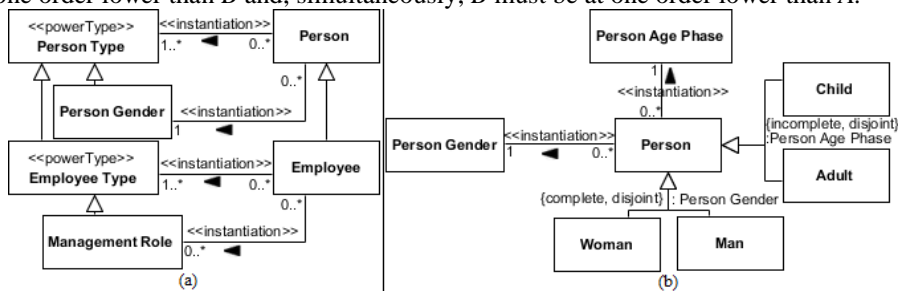 one order lower than B and, simultaneously, B must be at one order lower than A.
<<powerType>>
Person Type
<<instantiation>>
1..*
0..*
Person
Person Gender
<<instantiation>>
1
0..*
<<powerType>>
Employee Type
<<instantiation>>
1..*
0..*
Employee
Management Role
<<instantiation>>
0..*
0..*
(a)
Person Age Phase
1
<<instantiation>>
0..*
Person Gender
<<instantiation>>
1
0..*
Person
Child
{incomplete, disjoint}
:Person Age Phase
Adult
{complete, disjoint} : Person Gender
Woman
Man
(b)